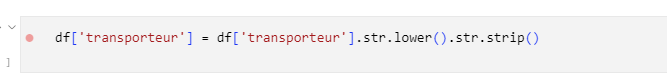 df['transporteur'] = df['transporteur'].str.lower().str.strip()
]